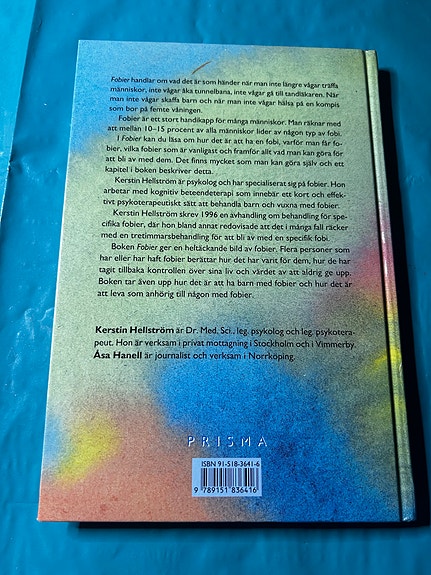 Fobier handlar om vad det är som händer när man inte längre vågar träffa
människor, inte vågar åka tunnelbana, inte vågar gå till tandläkaren. När
man inte vågar skaffa barn och när man inte vågar hälsa på en kompis
som bor på femte våningen.
Fobier är ett stort handikapp för många människor. Man räknar med
att mellan 10–15 procent av alla människor lider av någon typ av fobi.
I Fobier kan du läsa om hur det är att ha en fobi, varför man får fo-
bier, vilka fobier som är vanligast och framför allt vad man kan göra för
att bli av med dem. Det finns mycket som man kan göra själv och ett
kapitel i boken beskriver detta.
Kerstin Hellström är psykolog och har specialiserat sig på fobier. Hon
arbetar med kognitiv beteendeterapi som innebär ett kort och effek-
tivt psykoterapeutiskt sätt att behandla barn och vuxna med fobier.
Kerstin Hellström skrev 1996 en avhandling om behandling för spe-
cifika fobier, där hon bland annat redovisade att det i många fall räcker
med en tretimmarsbehandling för att bli av med en specifik fobi.
Boken Fobier ger en heltäckande bild av fobier. Flera personer som
har eller har haft fobier berättar hur det har varit för dem, hur de har
tagit tillbaka kontrollen över sina liv och värdet av att aldrig ge upp.
Boken tar även upp hur det är att ha barn med fobier och hur det är
att leva som anhörig till någon med fobier.
Kerstin Hellström är Dr. Med. Sci., leg. psykolog och leg. psykotera-
peut. Hon är verksam i privat mottagning i Stockholm och i Vimmerby.
Åsa Hanell är journalist och verksam i Norrköping.
PRISMA
ISBN 91-518-3641-6
9 789151 836416